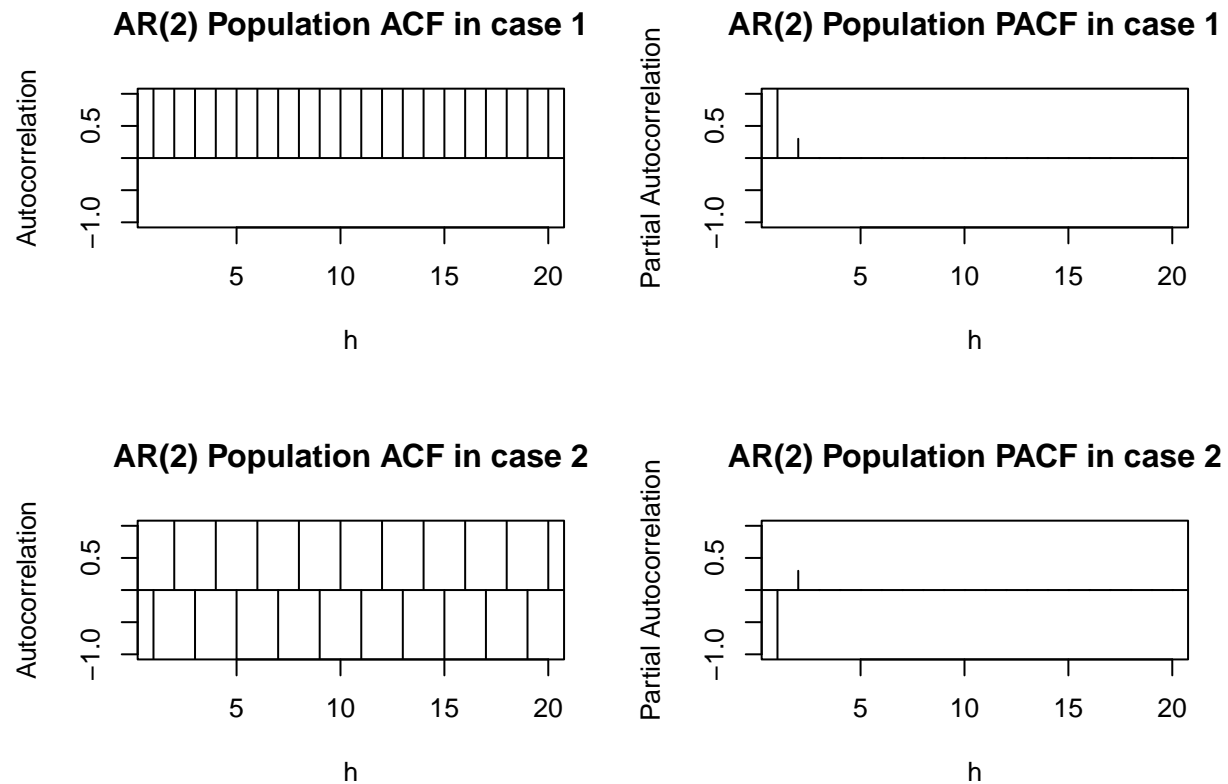 AR(2) Population ACF in case 1
Autocorrelation
0.5
−1.0
5 10 15 20
h
AR(2) Population PACF in case 1
Partial Autocorrelation
0.5
−1.0
5 10 15 20
h
AR(2) Population ACF in case 2
Autocorrelation
0.5
−1.0
5 10 15 20
h
AR(2) Population PACF in case 2
Partial Autocorrelation
0.5
−1.0
5 10 15 20
h